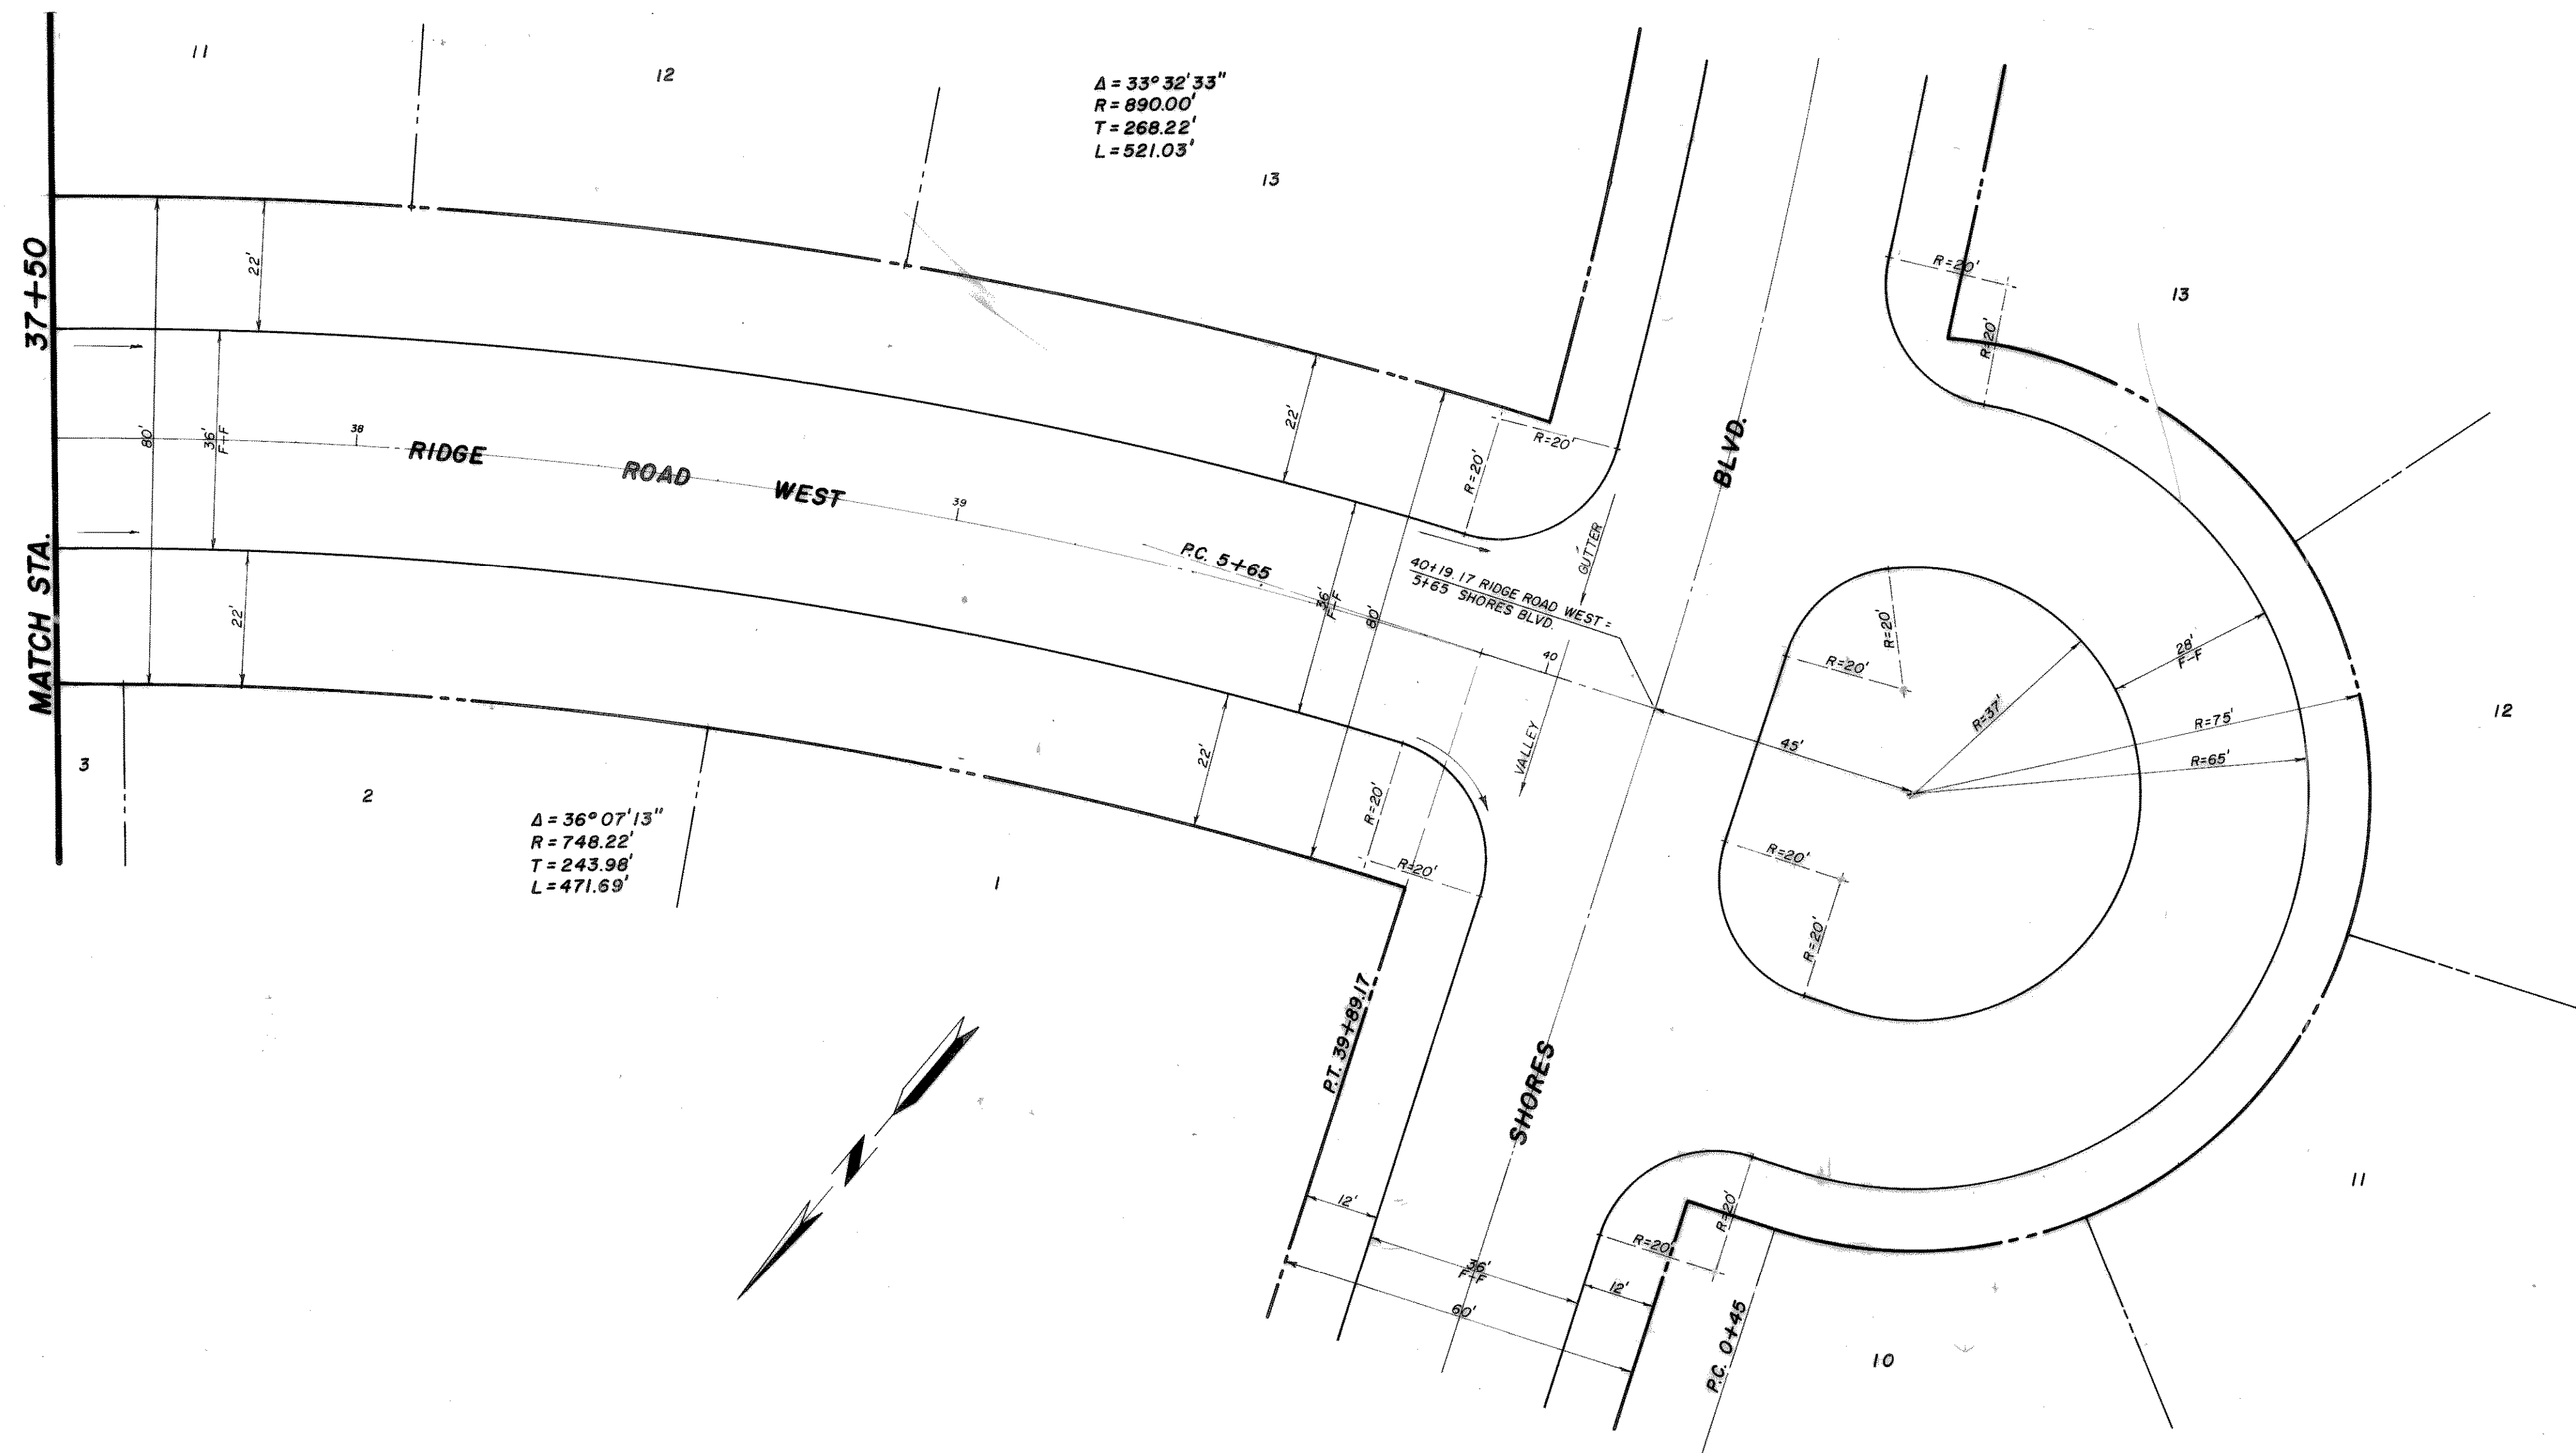 11
12
Δ = 33° 32' 33"
R = 890.00'
T = 268.22'
L = 521.03'
13
MATCH STA. 37+50
22'
80'
36'
F-F
22'
38
RIDGE ROAD WEST
39
P.C. 5+65
22'
36'
F-F
80'
22'
R=20'
R=20'
40+19.17 RIDGE ROAD WEST =
5+65 SHORES BLVD.
40
VALLEY GUTTER
SHORES BLVD.
R=20'
R=20'
13
R=20'
R=20'
R=37'
28'
F-F
R=75'
R=65'
45'
12
R=20'
R=20'
R=20'
R=20'
3
2
Δ = 36° 07' 13"
R = 748.22'
T = 243.98'
L = 471.69'
1
N
P.T. 39+89.17
12'
36'
F-F
60'
12'
R=20'
R=20'
P.C. 0+45
10
11